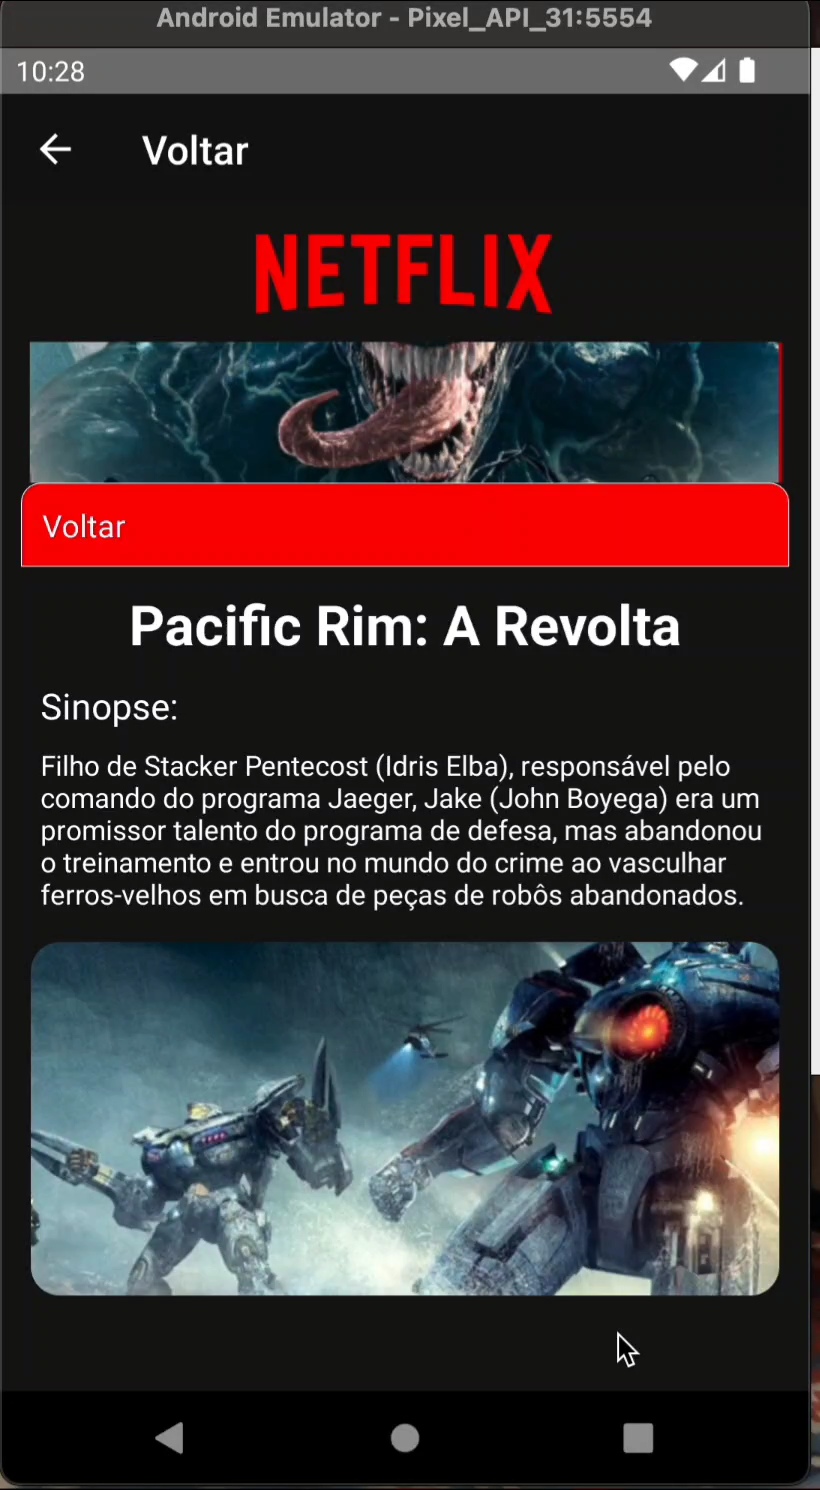 Android Emulator - Pixel_API_31:5554
10:28
Voltar
NETFLIX
Voltar
Pacific Rim: A Revolta
Sinopse:
Filho de Stacker Pentecost (Idris Elba), responsável pelo
comando do programa Jaeger, Jake (John Boyega) era um
promissor talento do programa de defesa, mas abandonou
o treinamento e entrou no mundo do crime ao vasculhar
ferros-velhos em busca de peças de robôs abandonados.